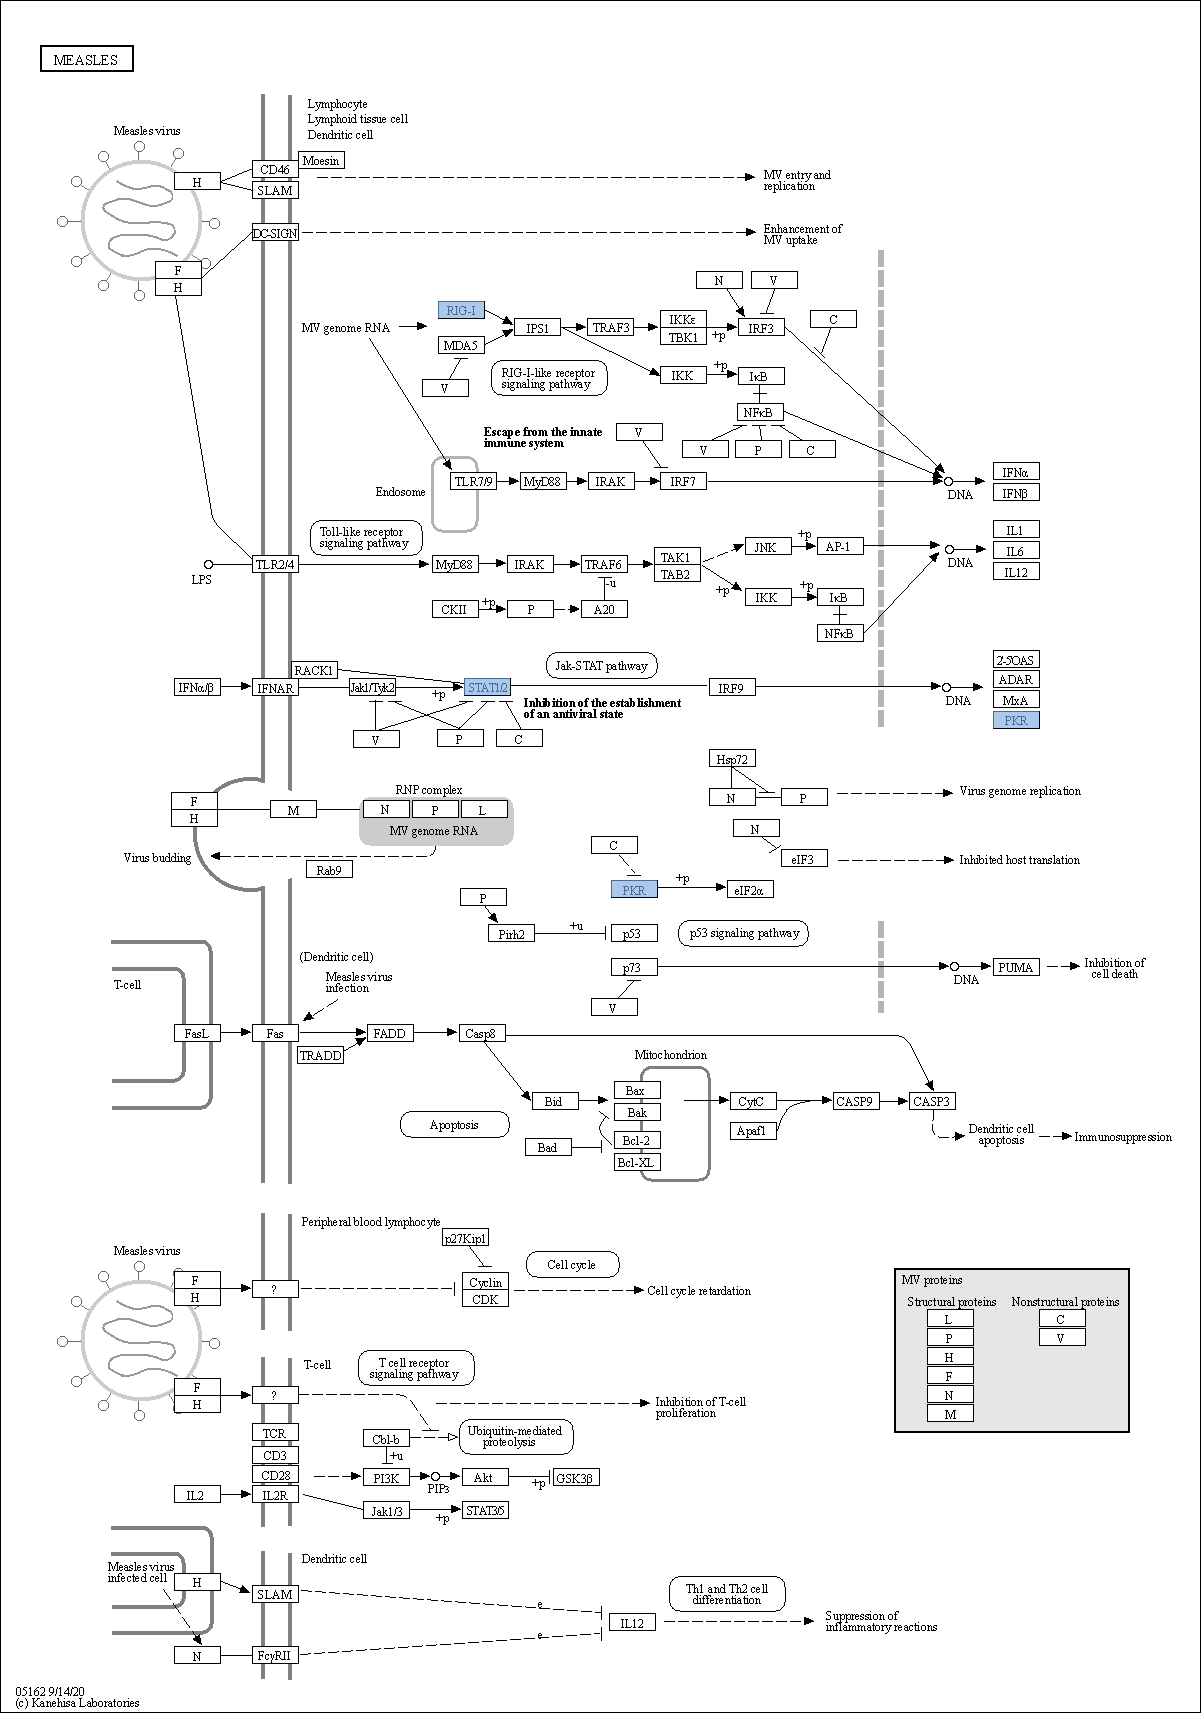 MEASLES
Lymphocyte
Lymphoid tissue cell
Dendritic cell
Measles virus
H
CD46
Moesin
SLAM
MV entry and
replication
DC-SIGN
Enhancement of
MV uptake
F
H
N
V
RIG-I
MV genome RNA
IPS1
TRAF3
IKKε
TBK1
+p
IRF3
C
MDA5
V
RIG-I-like receptor
signaling pathway
IKK
+p
IκB
NFκB
Escape from the innate
immune system
V
V
P
C
Endosome
TLR7/9
MyD88
IRAK
IRF7
DNA
IFNα
IFNβ
Toll-like receptor
signaling pathway
LPS
TLR2/4
MyD88
IRAK
TRAF6
TAK1
TAB2
JNK
+p
AP-1
DNA
IL1
IL6
IL12
-u
+p
IKK
+p
IκB
NFκB
CKII
+p
P
A20
RACK1
Jak-STAT pathway
IFNα/β
IFNAR
Jak1/Tyk2
+p
STAT1/2
IRF9
DNA
2'-5'OAS
ADAR
MxA
PKR
Inhibition of the establishment
of an antiviral state
V
P
C
Hsp72
N
P
Virus genome replication
RNP complex
F
H
M
N
P
L
MV genome RNA
Virus budding
Rab9
N
eIF3
Inhibited host translation
C
PKR
+p
eIF2α
P
Pirh2
+u
p53
p53 signaling pathway
p73
V
DNA
PUMA
Inhibition of
cell death
T-cell
(Dendritic cell)
Measles virus
infection
FasL
Fas
FADD
Casp8
TRADD
Mitochondrion
Bid
Bax
Bak
Bcl-2
Bcl-XL
Bad
CytC
Apaf1
CASP9
CASP3
Apoptosis
Dendritic cell
apoptosis
Immunosuppression
Peripheral blood lymphocyte
Measles virus
p27Kip1
F
H
?
Cyclin
CDK
Cell cycle
Cell cycle retardation
MV proteins
Structural proteins
Nonstructural proteins
L
C
P
V
H
F
N
M
T-cell
T cell receptor
signaling pathway
F
H
?
Inhibition of T-cell
proliferation
TCR
CD3
CD28
Cbl-b
+u
Ubiquitin-mediated
proteolysis
PI3K
PIP3
Akt
+p
GSK3β
IL2
IL2R
Jak1/3
+p
STAT3/5
Dendritic cell
Measles virus
infected cell
H
SLAM
e
IL12
Th1 and Th2 cell
differentiation
Suppression of
inflammatory reactions
N
FcγRII
e
05162 9/14/20
(c) Kanehisa Laboratories